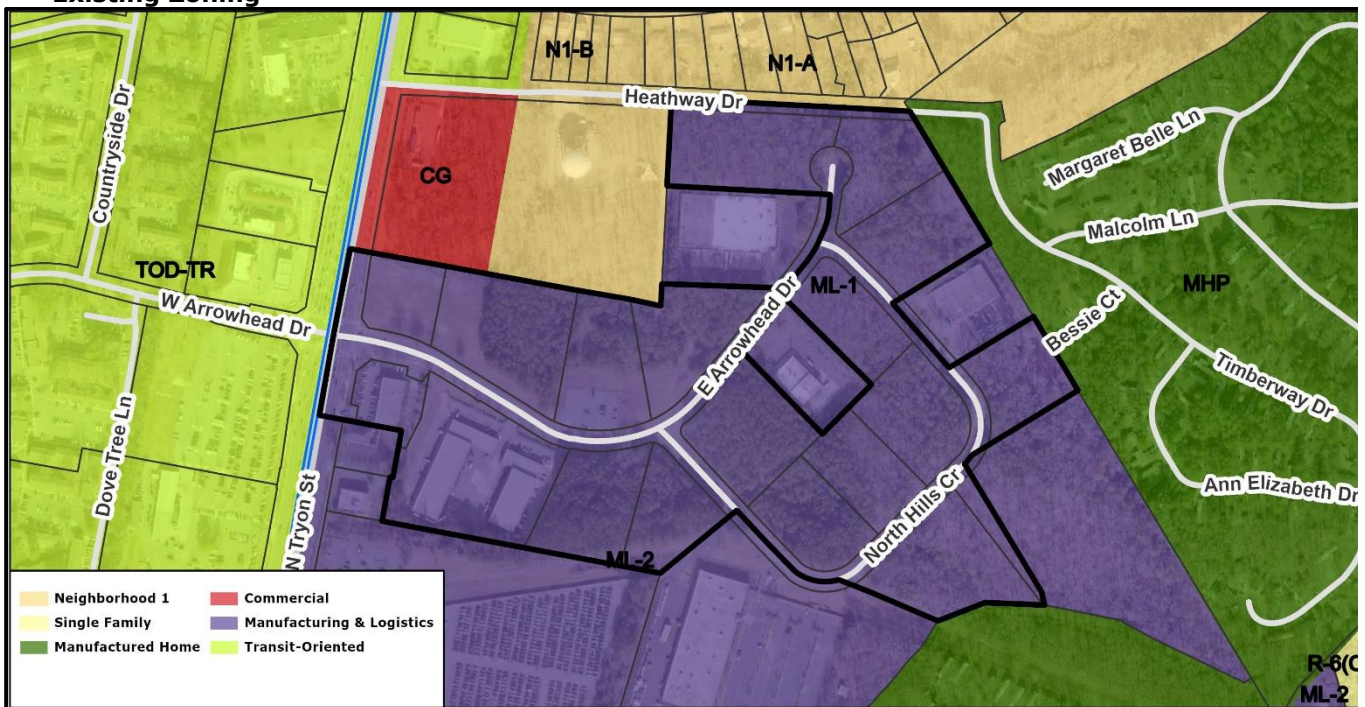 Existing Zoning
N1-B
N1-A
Heathway Dr
Countryside Dr
CG
Margaret Belle Ln
Malcolm Ln
TOD-TR
W Arrowhead Dr
ML-1
MHP
E Arrowhead Dr
Bessie Ct
Timberway Dr
Dove Tree Ln
N Tryon St
North Hills Cr
Ann Elizabeth Dr
ML-2
Neighborhood 1
Commercial
Single Family
Manufacturing & Logistics
Manufactured Home
Transit-Oriented
R-6(C
ML-2